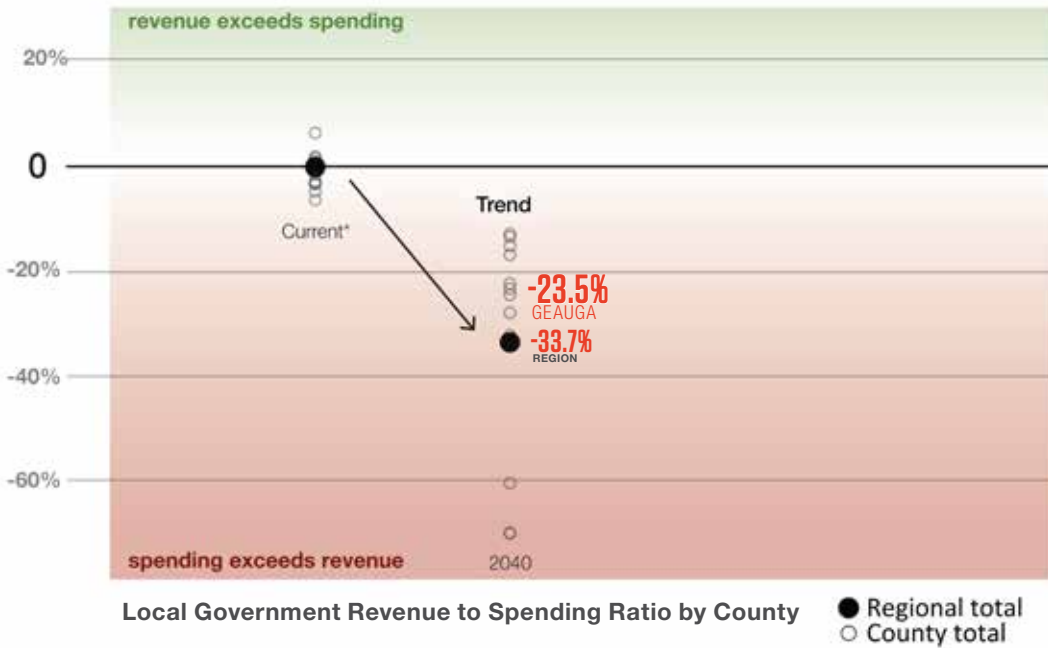 revenue exceeds spending
20%
0
Current*
Trend
-20%
-23.5%
GEAUGA
-33.7%
REGION
-40%
-60%
spending exceeds revenue
2040
Local Government Revenue to Spending Ratio by County
Regional total
County total